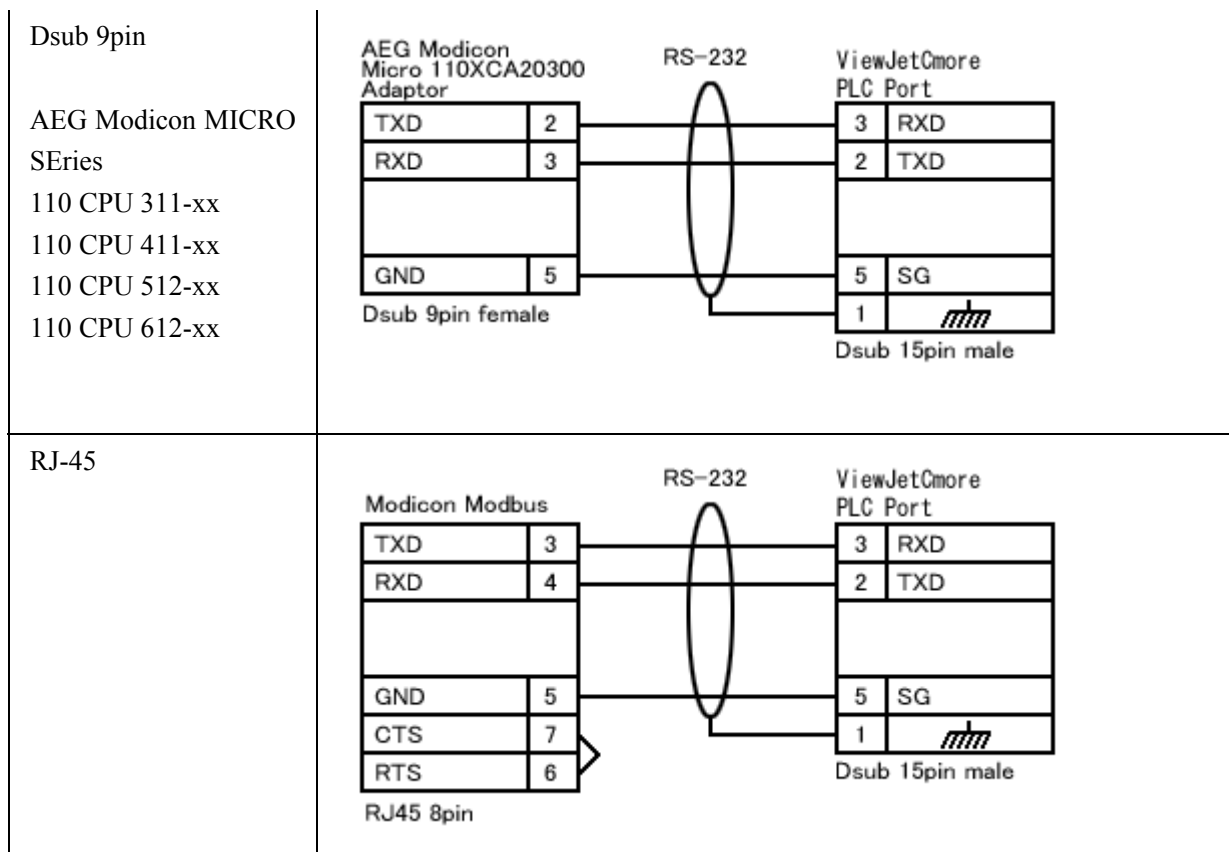 Dsub 9pin
AEG Modicon MICRO
SEries
110 CPU 311-xx
110 CPU 411-xx
110 CPU 512-xx
110 CPU 612-xx
AEG Modicon
Micro 110XCA20300
Adaptor
TXD 2
RXD 3
GND 5
Dsub 9pin female
RS-232
ViewJetCmore
PLC Port
3 RXD
2 TXD
5 SG
1
Dsub 15pin male
RJ-45
Modicon Modbus
TXD 3
RXD 4
GND 5
CTS 7
RTS 6
RJ45 8pin
RS-232
ViewJetCmore
PLC Port
3 RXD
2 TXD
5 SG
1
Dsub 15pin male